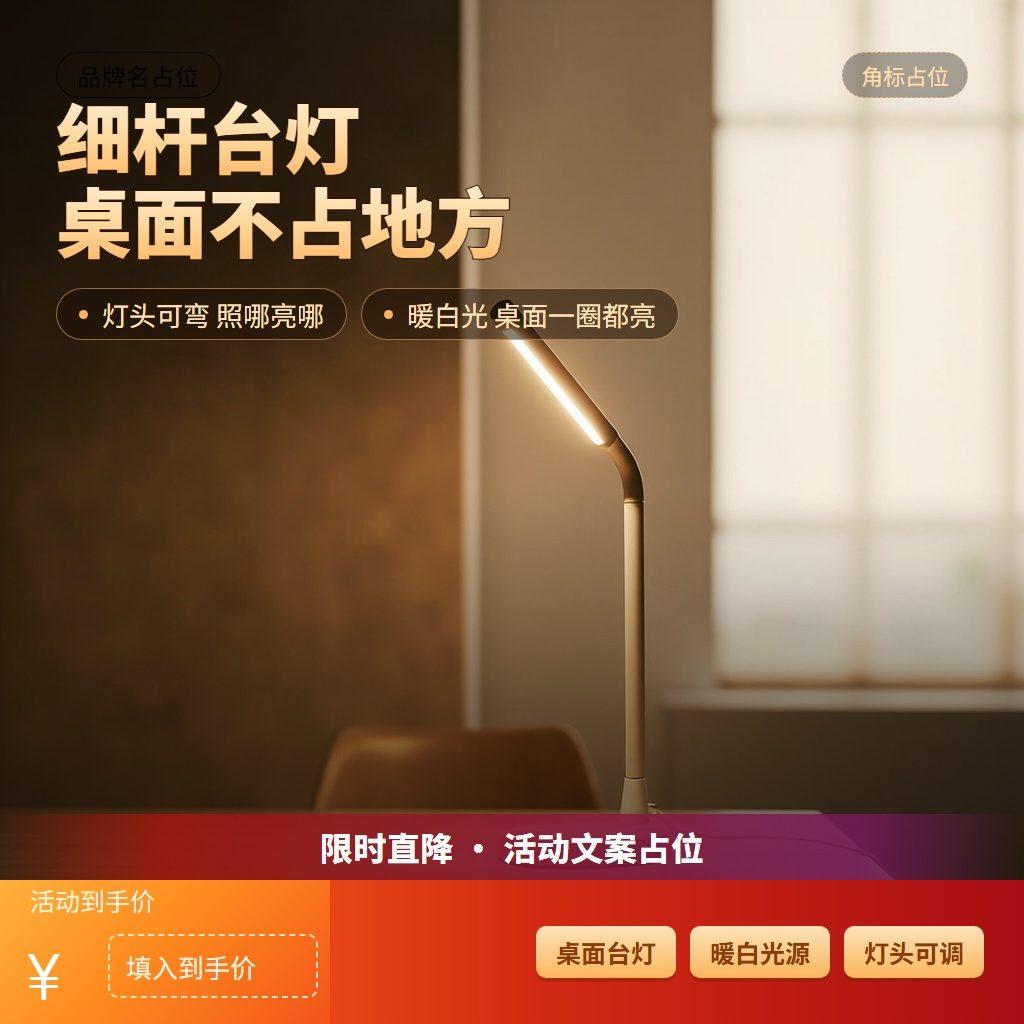 品牌名占位
角标占位
细杆台灯
桌面不占地方
• 灯头可弯 照哪亮哪
• 暖白光 桌面一圈都亮
限时直降 · 活动文案占位
活动到手价
¥ 填入到手价
桌面台灯
暖白光源
灯头可调